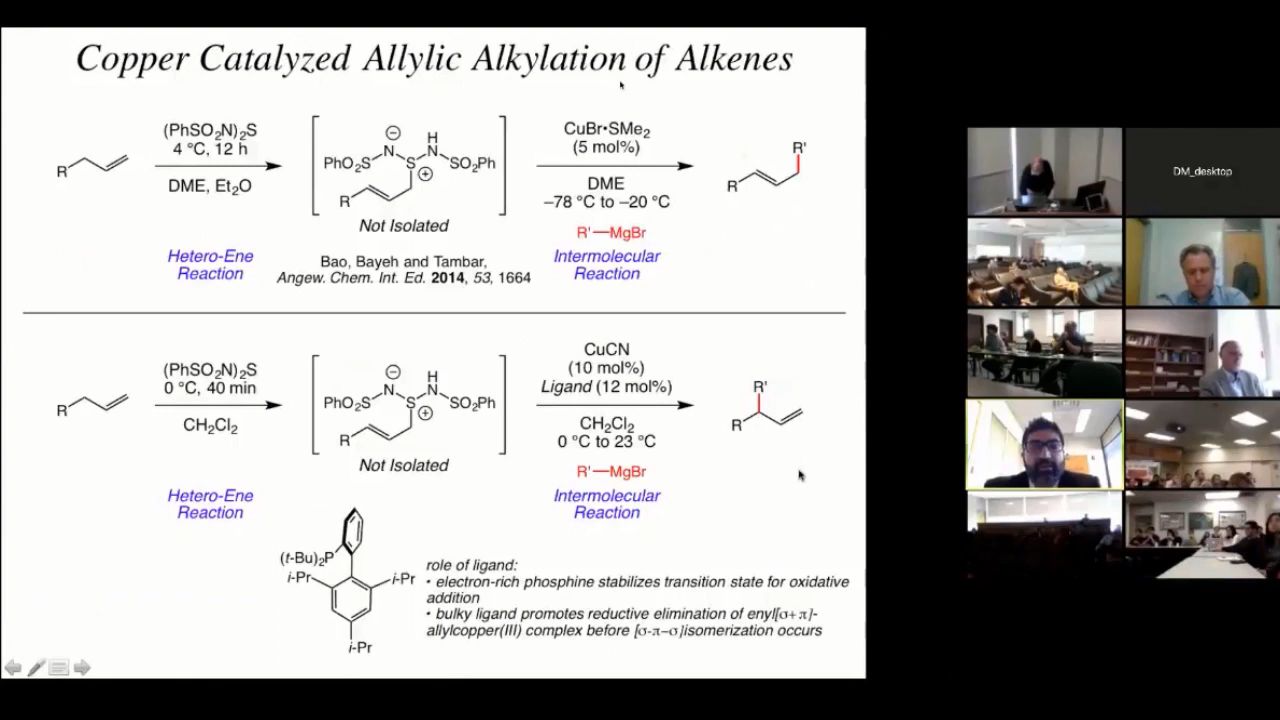 Copper Catalyzed Allylic Alkylation of Alkenes
(PhSO2N)2S
4 °C, 12 h
DME, Et2O
R
PhO2S N S N SO2Ph
H
R
Not Isolated
CuBr•SMe2
(5 mol%)
DME
–78 °C to –20 °C
R'—MgBr
R'
R
Hetero-Ene
Reaction
Bao, Bayeh and Tambar,
Angew. Chem. Int. Ed. 2014, 53, 1664
Intermolecular
Reaction
(PhSO2N)2S
0 °C, 40 min
CH2Cl2
R
PhO2S N S N SO2Ph
H
R
Not Isolated
CuCN
(10 mol%)
Ligand (12 mol%)
CH2Cl2
0 °C to 23 °C
R'—MgBr
R'
R
Hetero-Ene
Reaction
Intermolecular
Reaction
(t-Bu)2P
i-Pr
i-Pr
i-Pr
role of ligand:
• electron-rich phosphine stabilizes transition state for oxidative
addition
• bulky ligand promotes reductive elimination of enyl[σ+π]-
allylcopper(III) complex before [σ-π–σ]isomerization occurs
DM_desktop